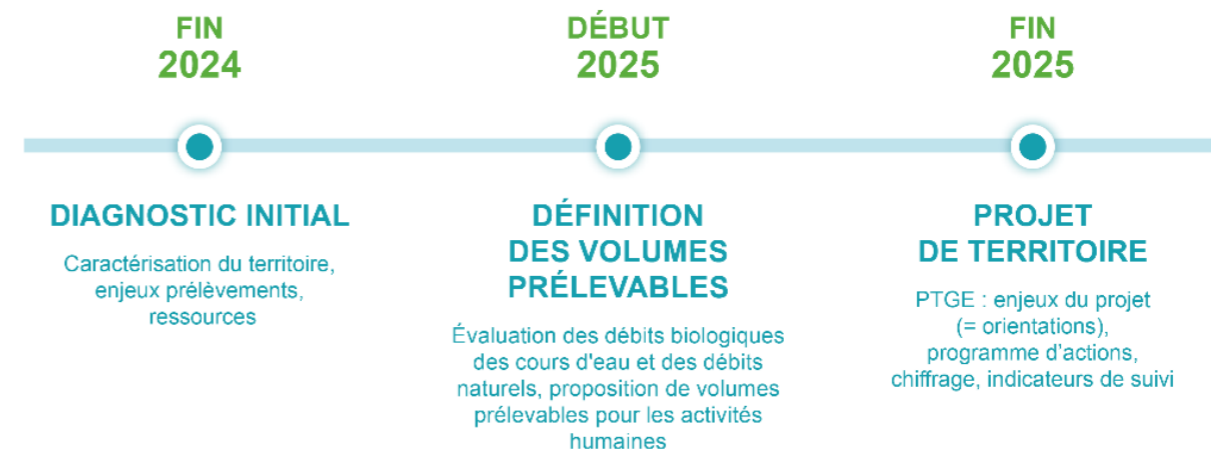 FIN
2024
DIAGNOSTIC INITIAL
Caractérisation du territoire,
enjeux prélèvements,
ressources
DÉBUT
2025
DÉFINITION
DES VOLUMES
PRÉLEVABLES
Évaluation des débits biologiques
des cours d'eau et des débits
naturels, proposition de volumes
prélevables pour les activités
humaines
FIN
2025
PROJET
DE TERRITOIRE
PTGE : enjeux du projet
(= orientations),
programme d'actions,
chiffrage, indicateurs de suivi